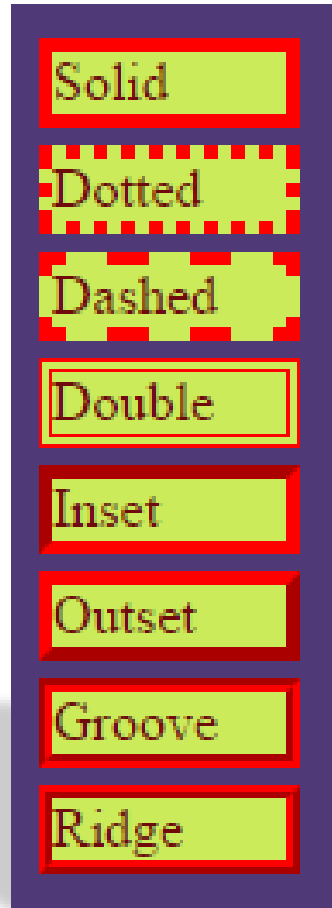 Solid
Dotted
Dashed
Double
Inset
Outset
Groove
Ridge